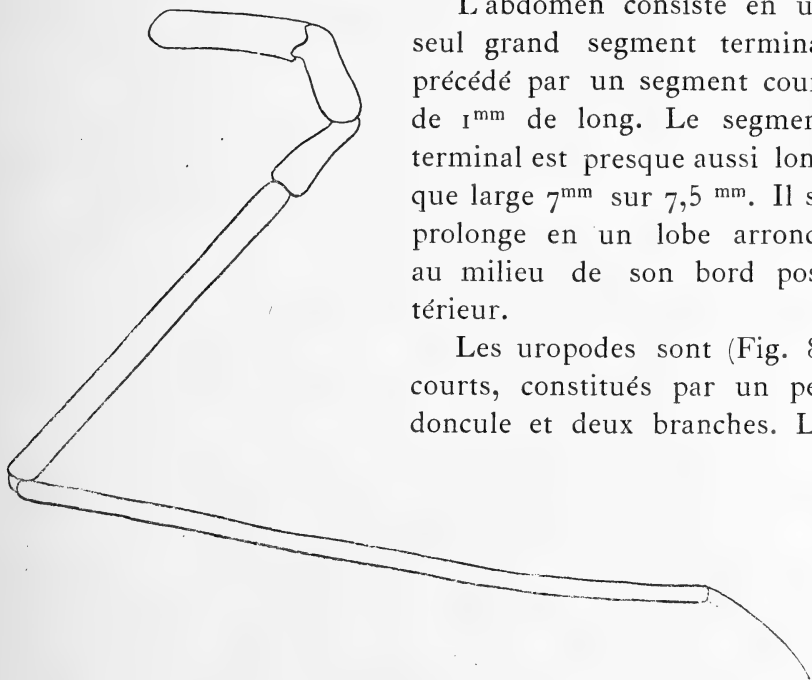 L'abdomen consiste en u
seul grand segment termina
précédé par un segment cour
de 1mm de long. Le segmen
terminal est presque aussi lon
que large 7mm sur 7,5 mm. Il s
prolonge en un lobe arrond
au milieu de son bord pos-
térieur.
Les uropodes sont (Fig. 8
courts, constitués par un pé
doncule et deux branches. L